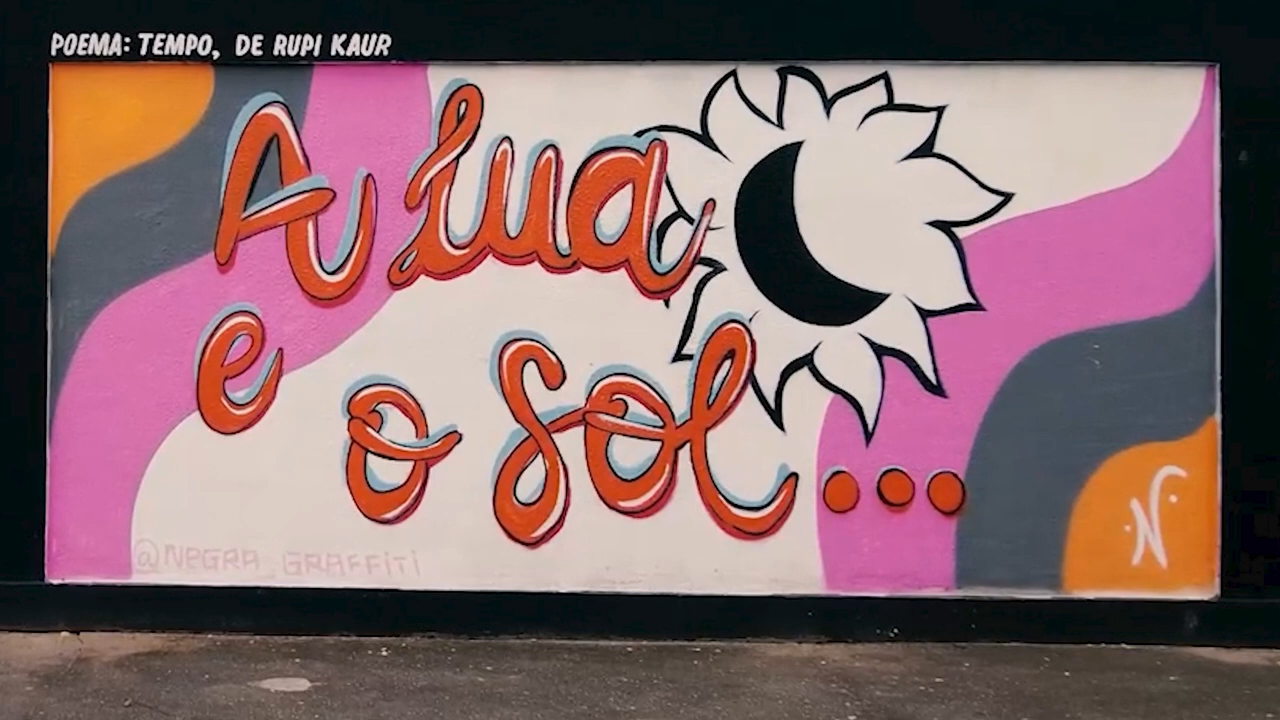 POEMA: TEMPO, DE RUPI KAUR
A lua
e
o sol...
@NEGRA_GRAFFITI
.N.